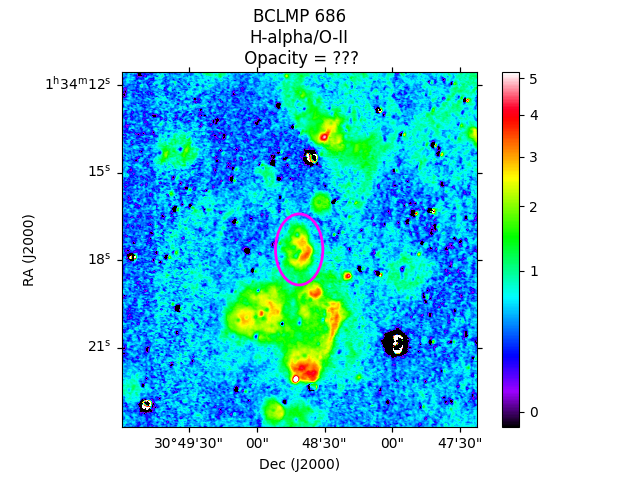 BCLMP 686
H-alpha/O-II
Opacity = ???
1h34m12s
15s
18s
21s
RA (J2000)
30°49'30" 00" 48'30" 00" 47'30"
Dec (J2000)
5
4
3
2
1
0